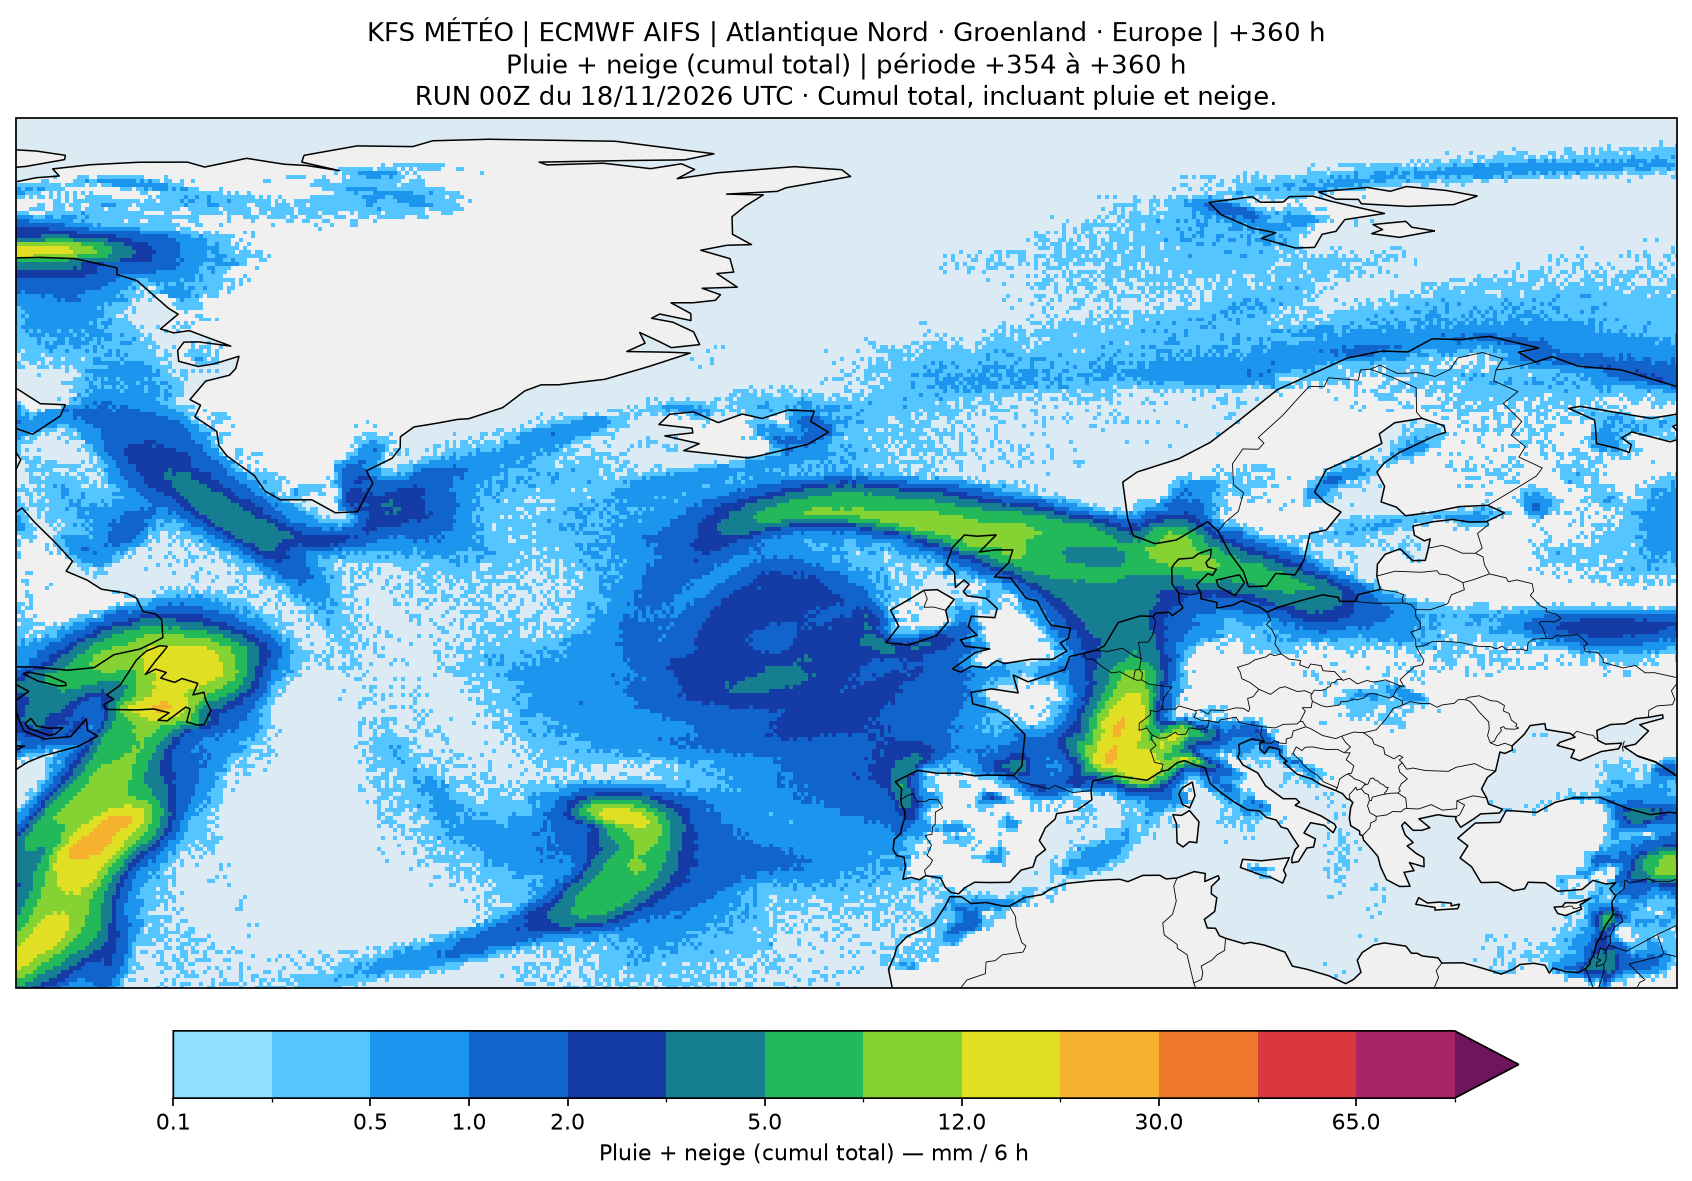 KFS MÉTÉO | ECMWF AIFS | Atlantique Nord · Groenland · Europe | +360 h
Pluie + neige (cumul total) | période +354 à +360 h
RUN 00Z du 18/11/2026 UTC · Cumul total, incluant pluie et neige.
0.1 0.5 1.0 2.0 5.0 12.0 30.0 65.0
Pluie + neige (cumul total) — mm / 6 h